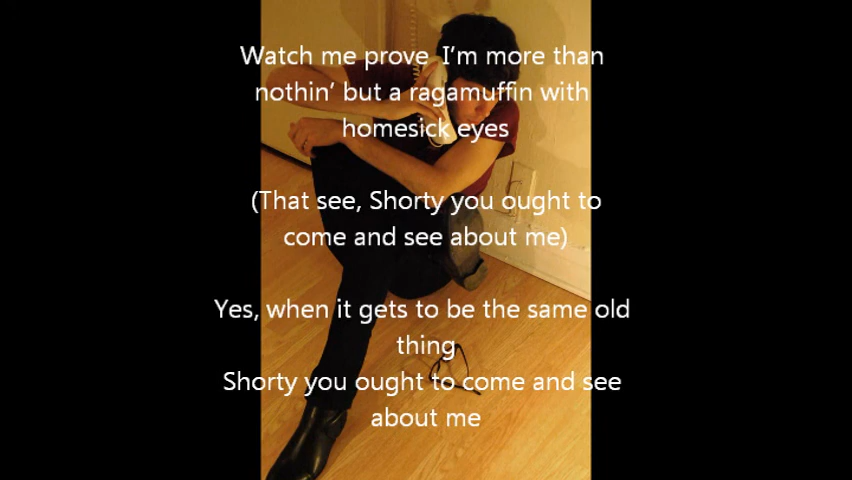 Watch me prove I’m more than
nothin’ but a ragamuffin with
homesick eyes
(That see, Shorty you ought to
come and see about me)
Yes, when it gets to be the same old
thing
Shorty you ought to come and see
about me